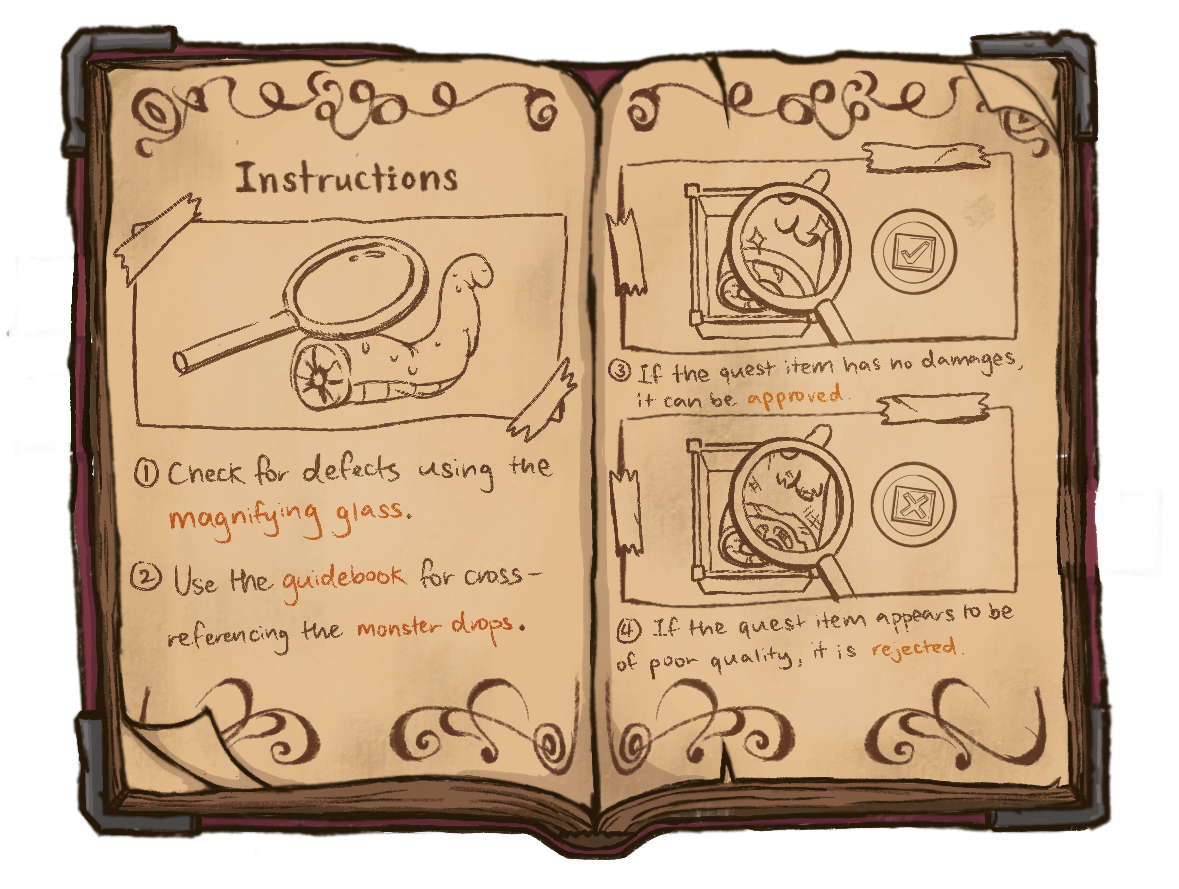 Instructions
① Check for defects using the
magnifying glass.
② Use the guidebook for cross-
referencing the monster drops.
③ If the quest item has no damages,
it can be approved.
④ If the quest item appears to be
of poor quality, it is rejected.